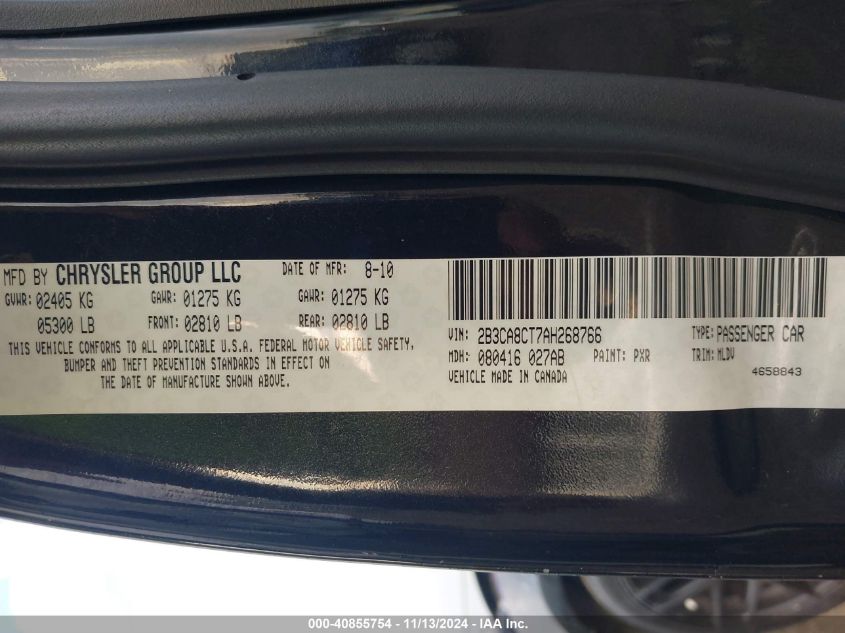 MFD BY CHRYSLER GROUP LLC
DATE OF MFR: 8-10
GVWR: 02405 KG
GAWR: 01275 KG
GAWR: 01275 KG
05300 LB
FRONT: 02810 LB
REAR: 02810 LB
THIS VEHICLE CONFORMS TO ALL APPLICABLE U.S.A. FEDERAL MOTOR VEHICLE SAFETY,
BUMPER AND THEFT PREVENTION STANDARDS IN EFFECT ON
THE DATE OF MANUFACTURE SHOWN ABOVE.
VIN: 2B3CA8CT7AH268766
TYPE: PASSENGER CAR
MDH: 080416 027AB
PAINT: PXR
TRIM: MLDV
VEHICLE MADE IN CANADA
4658843
000-40855754 | 11/13/2024 | IAA Inc.